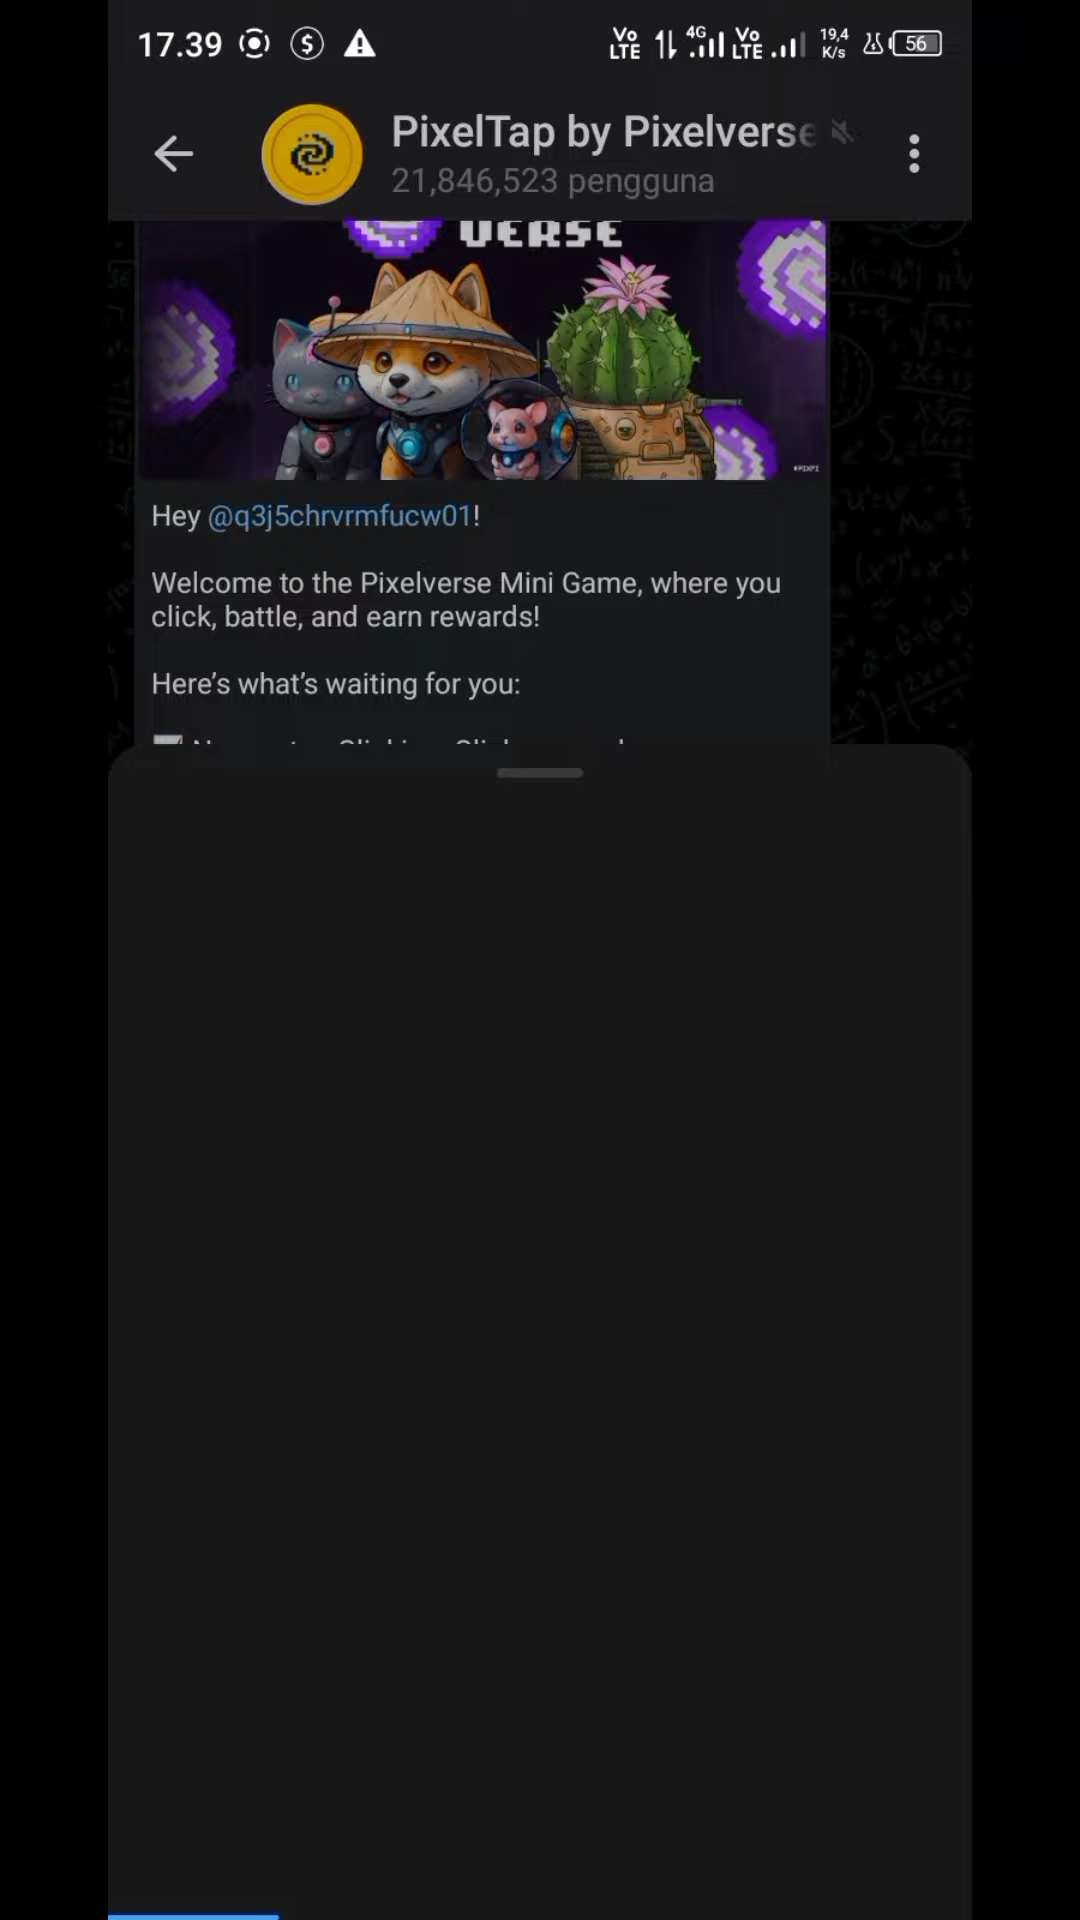 17.39
Vo LTE 4G Vo LTE 19,4 K/s 56
PixelTap by Pixelverse
21,846,523 pengguna
VERSE
#PIXPI
Hey @q3j5chrvrmfucw01!
Welcome to the Pixelverse Mini Game, where you
click, battle, and earn rewards!
Here's what's waiting for you: